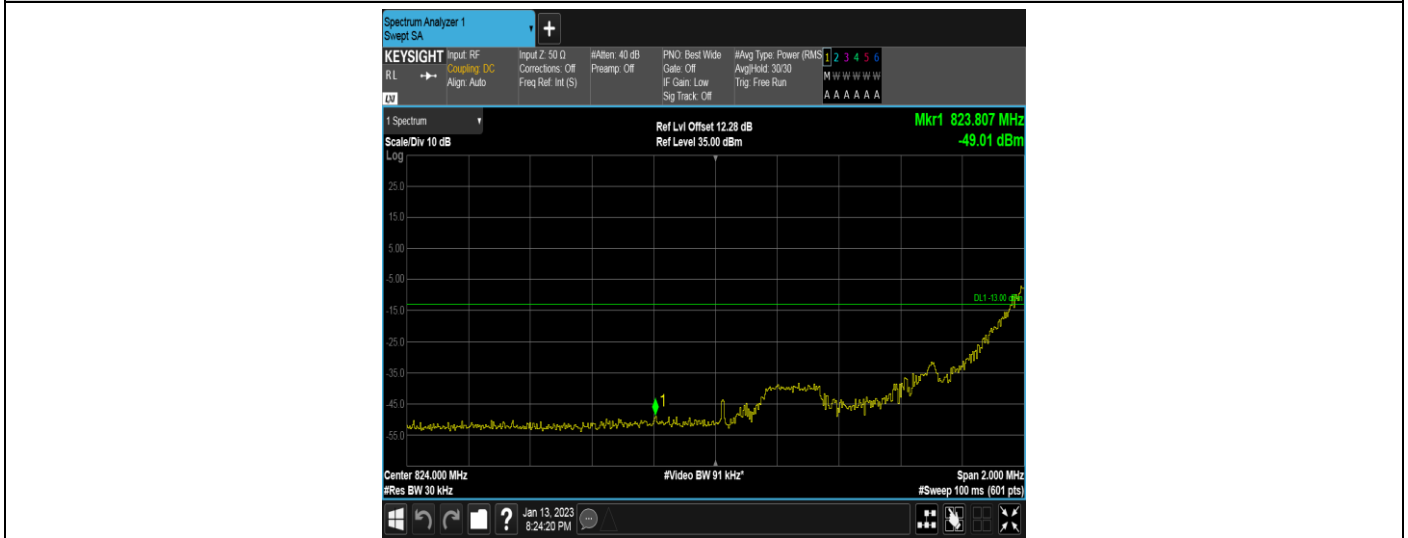 Spectrum Analyzer 1
Swept SA
+
KEYSIGHT
RL
Input: RF
Coupling: DC
Align: Auto
Input Z: 50 Ω
Corrections: Off
Freq Ref: Int (S)
#Atten: 40 dB
Preamp: Off
PNO: Best Wide
Gate: Off
IF Gain: Low
Sig Track: Off
#Avg Type: Power (RMS
Avg|Hold: 30/30
Trig: Free Run
1 2 3 4 5 6
M W W W W W
A A A A A A
LXI
1 Spectrum
Scale/Div 10 dB
Ref Lvl Offset 12.28 dB
Ref Level 35.00 dBm
Mkr1 823.807 MHz
-49.01 dBm
Log
25.0
15.0
5.00
-5.00
DL1 -13.00 dBm
-15.0
-25.0
-35.0
-45.0
1
-55.0
Center 824.000 MHz
#Res BW 30 kHz
#Video BW 91 kHz*
Span 2.000 MHz
#Sweep 100 ms (601 pts)
?
Jan 13, 2023
8:24:20 PM